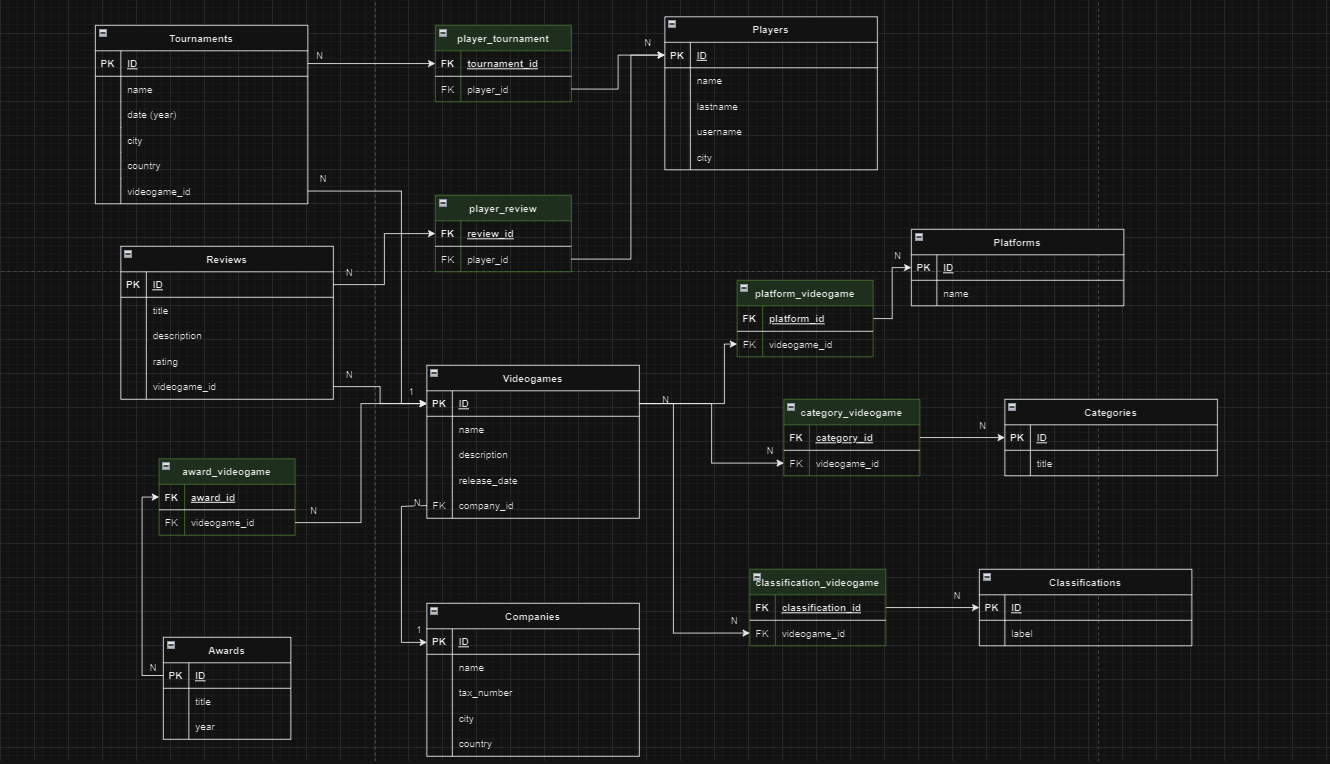 Tournaments
PK ID
name
date (year)
city
country
videogame_id
N
N
player_tournament
FK tournament_id
FK player_id
N
Players
PK ID
name
lastname
username
city
player_review
FK review_id
FK player_id
Reviews
PK ID
title
description
rating
videogame_id
N
N
Platforms
PK ID
name
N
platform_videogame
FK platform_id
FK videogame_id
1
Videogames
PK ID
name
description
release_date
FK company_id
N
N
category_videogame
FK category_id
FK videogame_id
N
N
Categories
PK ID
title
award_videogame
FK award_id
FK videogame_id
N
classification_videogame
FK classification_id
FK videogame_id
N
N
Classifications
PK ID
label
Companies
1
PK ID
name
tax_number
city
country
Awards
N
PK ID
title
year